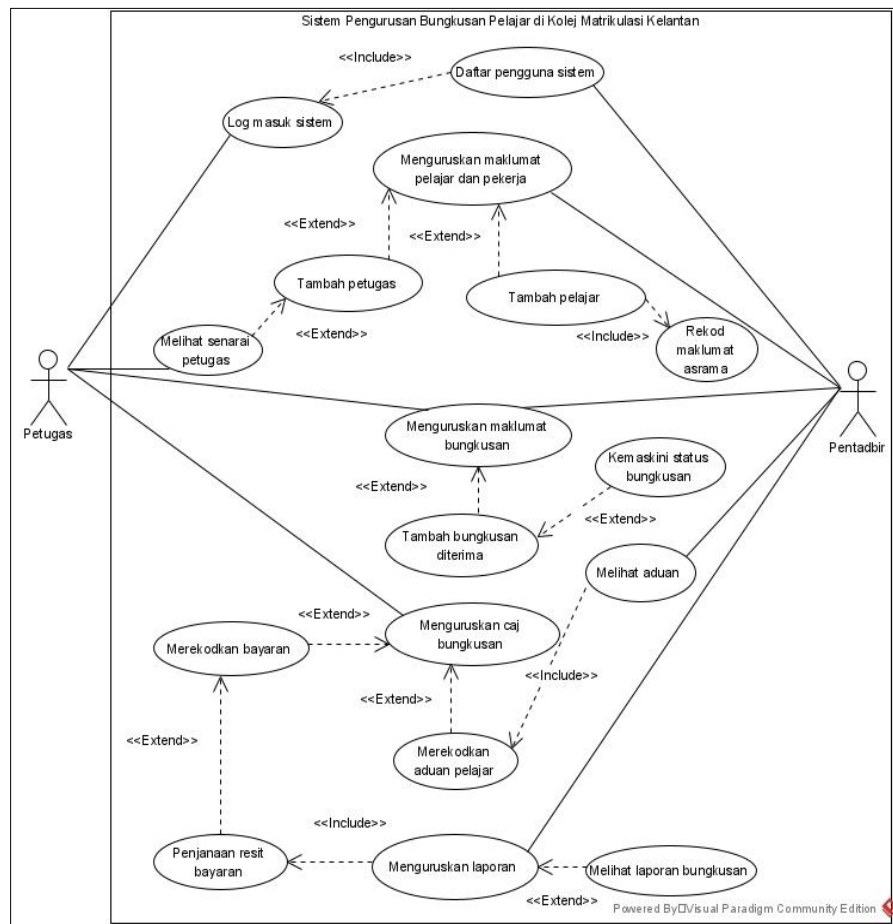 Sistem Pengurusan Bungkusan Pelajar di Kolej Matrikulasi Kelantan
<<Include>>
Daftar pengguna sistem
Log masuk sistem
Menguruskan maklumat
pelajar dan pekerja
<<Extend>>
<<Extend>>
Tambah petugas
Tambah pelajar
<<Extend>>
<<Include>>
Melihat senarai
petugas
Rekod
maklumat
asrama
Petugas
Pentadbir
Menguruskan maklumat
bungkusan
Kemaskini status
bungkusan
<<Extend>>
<<Extend>>
Tambah bungkusan
diterima
Melihat aduan
<<Extend>>
Menguruskan caj
bungkusan
Merekodkan bayaran
<<Include>>
<<Extend>>
<<Extend>>
Merekodkan
aduan pelajar
<<Include>>
Penjanaan resit
bayaran
Menguruskan laporan
Melihat laporan bungkusan
<<Extend>>
Powered By□Visual Paradigm Community Edition